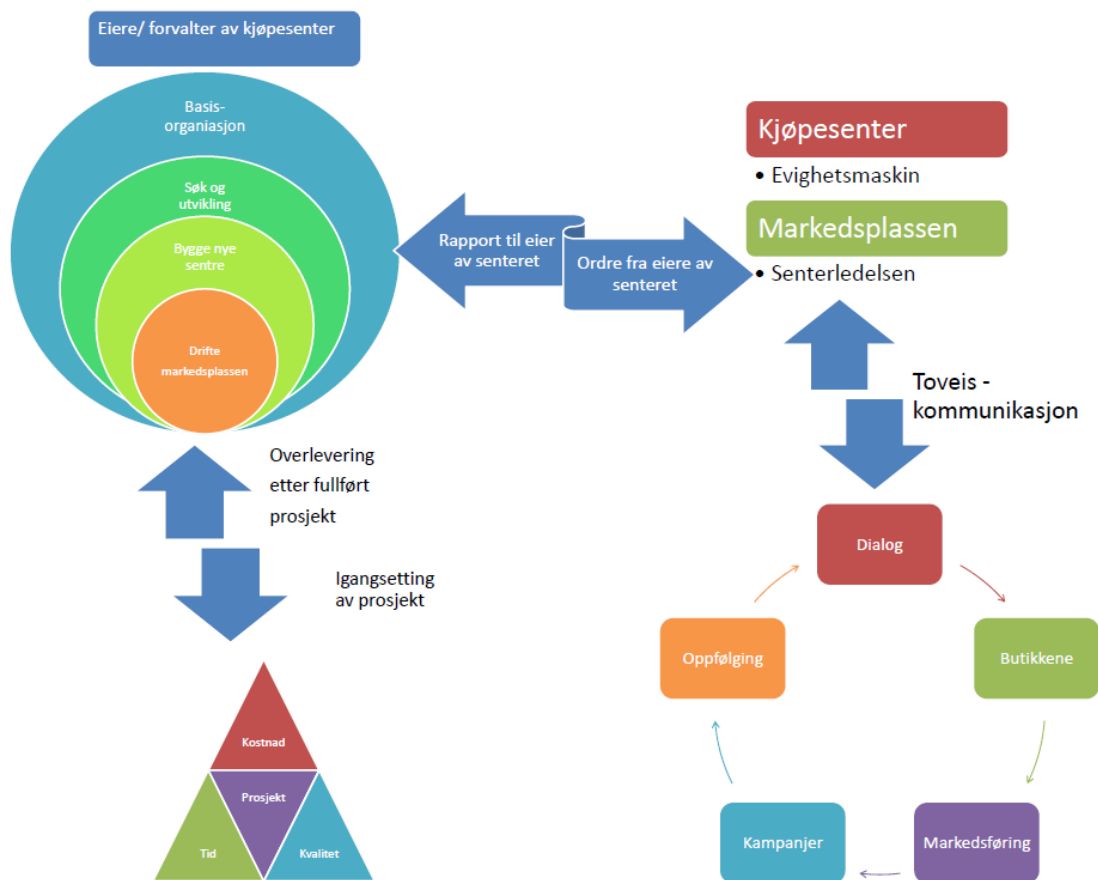 Eiere/ forvalter av kjøpesenter
Basis-
organiasjon
Søk og
utvikling
Bygge nye
sentre
Drifte
markedsplassen
Rapport til eier
av senteret
Ordre fra eiere av
senteret
Kjøpesenter
• Evighetsmaskin
Markedsplassen
• Senterledelsen
Toveis -
kommunikasjon
Overlevering
etter fullført
prosjekt
Igangsetting
av prosjekt
Kostnad
Prosjekt
Tid
Kvalitet
Dialog
Butikkene
Markedsføring
Kampanjer
Oppfølging